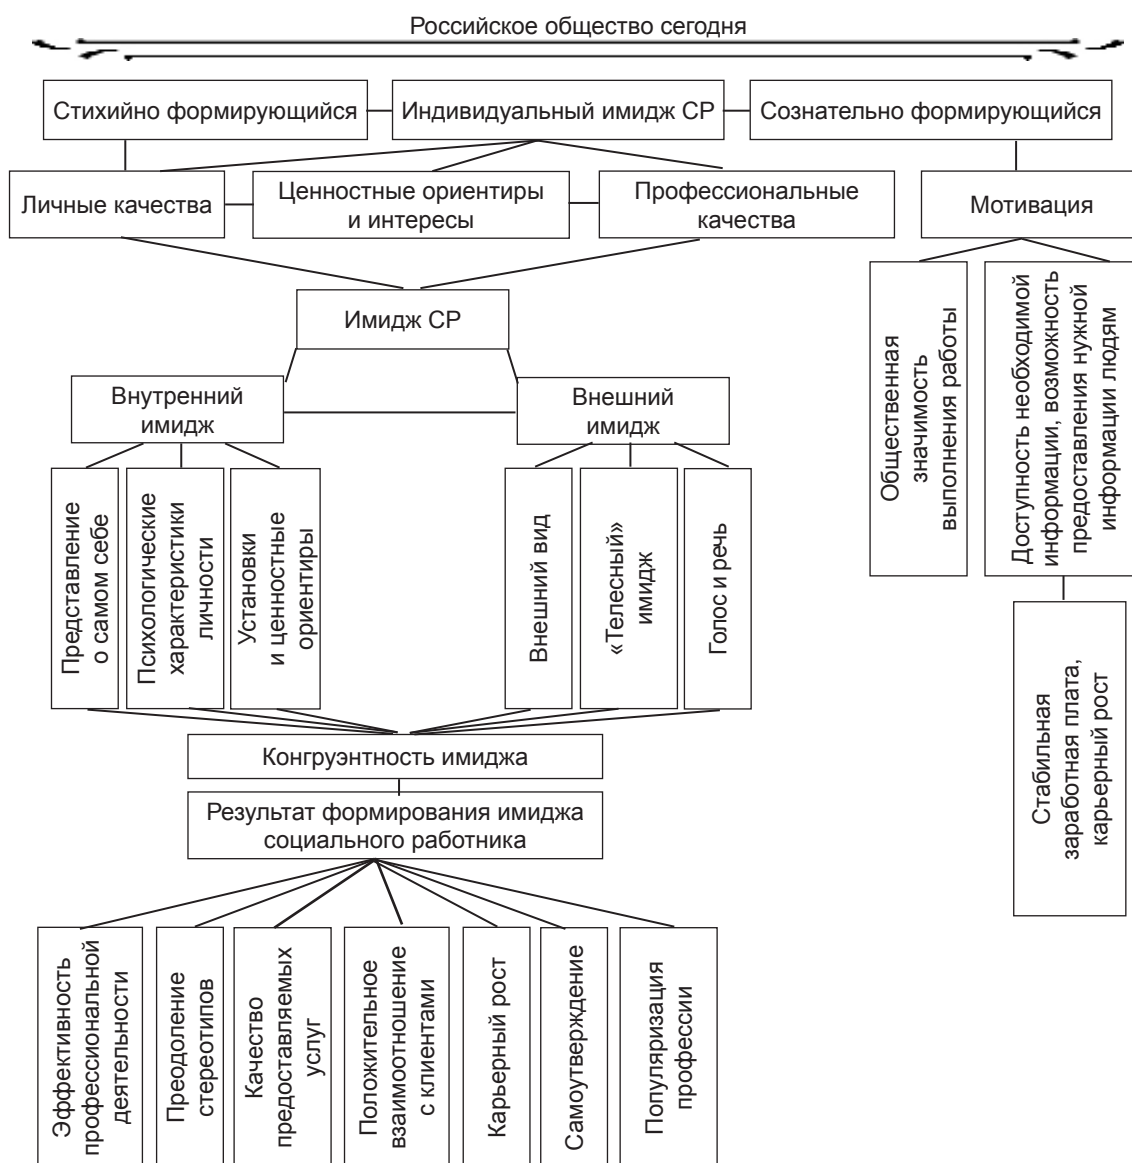 Российское общество сегодня
Стихийно формирующийся
Индивидуальный имидж СР
Сознательно формирующийся
Личные качества
Ценностные ориентиры
и интересы
Профессиональные
качества
Мотивация
Имидж СР
Общественная
значимость
выполнения работы
Доступность необходимой
информации, возможность
предоставления нужной
информации людям
Внутренний
имидж
Внешний
имидж
Представление
о самом себе
Психологические
характеристики
личности
Установки
и ценностные
ориентиры
Внешний вид
«Телесный»
имидж
Голос и речь
Стабильная
заработная плата,
карьерный рост
Конгруэнтность имиджа
Результат формирования имиджа
социального работника
Эффективность
профессиональной
деятельности
Преодоление
стереотипов
Качество
предоставляемых
услуг
Положительное
взаимоотношение
с клиентами
Карьерный рост
Самоутверждение
Популяризация
профессии